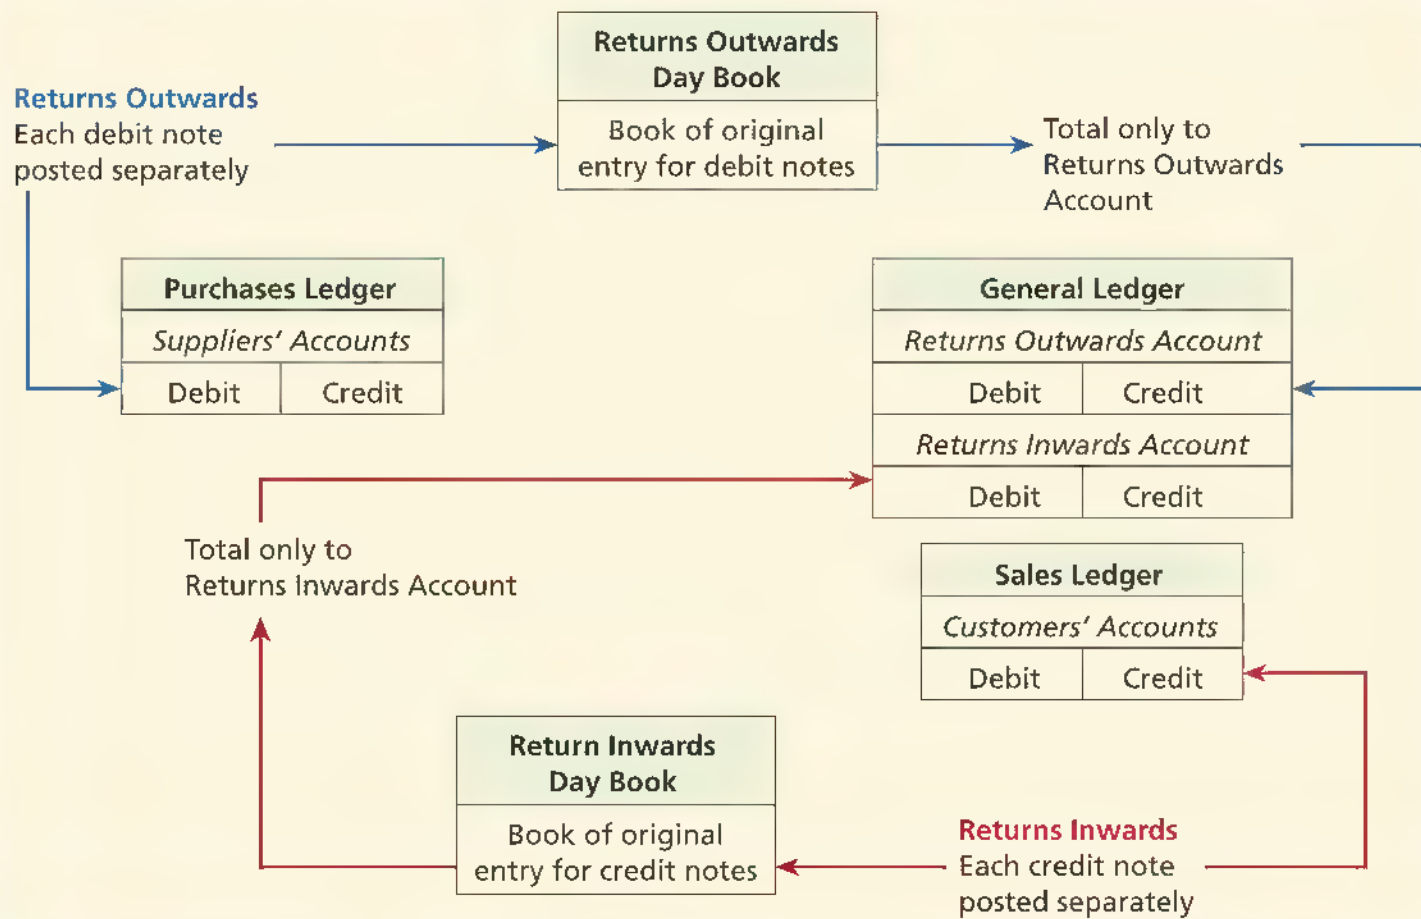 Returns Outwards
Day Book
Book of original
entry for debit notes
Returns Outwards
Each debit note
posted separately
Total only to
Returns Outwards
Account
Purchases Ledger
Suppliers' Accounts
Debit
Credit
General Ledger
Returns Outwards Account
Debit
Credit
Returns Inwards Account
Debit
Credit
Total only to
Returns Inwards Account
Sales Ledger
Customers' Accounts
Debit
Credit
Return Inwards
Day Book
Book of original
entry for credit notes
Returns Inwards
Each credit note
posted separately